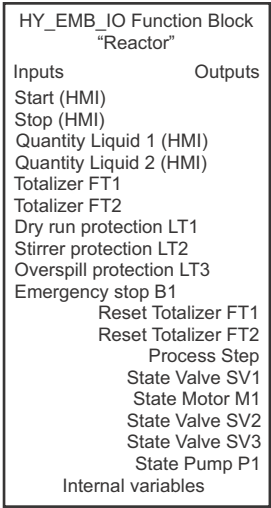 HY_EMB_IO Function Block
“Reactor”
Inputs Outputs
Start (HMI)
Stop (HMI)
Quantity Liquid 1 (HMI)
Quantity Liquid 2 (HMI)
Totalizer FT1
Totalizer FT2
Dry run protection LT1
Stirrer protection LT2
Overspill protection LT3
Emergency stop B1
Reset Totalizer FT1
Reset Totalizer FT2
Process Step
State Valve SV1
State Motor M1
State Valve SV2
State Valve SV3
State Pump P1
Internal variables